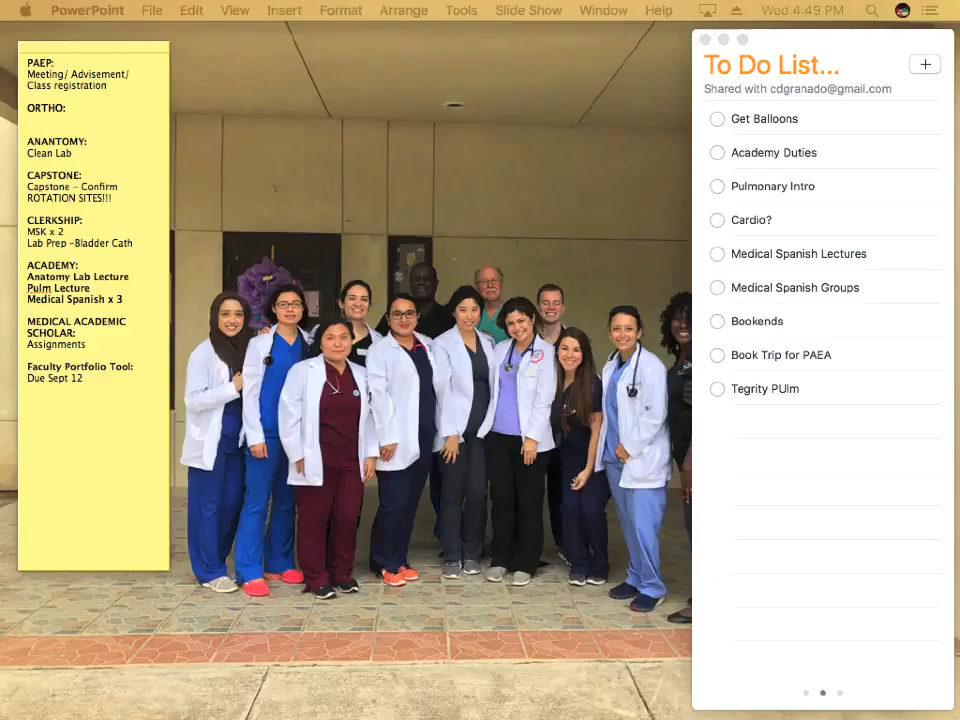 PowerPoint File Edit View Insert Format Arrange Tools Slide Show Window Help Wed 4:49 PM
PAEP:
Meeting/ Advisement/
Class registration
ORTHO:
ANANTOMY:
Clean Lab
CAPSTONE:
Capstone - Confirm
ROTATION SITES!!!
CLERKSHIP:
MSK x 2
Lab Prep -Bladder Cath
ACADEMY:
Anatomy Lab Lecture
Pulm Lecture
Medical Spanish x 3
MEDICAL ACADEMIC
SCHOLAR:
Assignments
Faculty Portfolio Tool:
Due Sept 12
To Do List...
+
Shared with cdgranado@gmail.com
Get Balloons
Academy Duties
Pulmonary Intro
Cardio?
Medical Spanish Lectures
Medical Spanish Groups
Bookends
Book Trip for PAEA
Tegrity PUlm